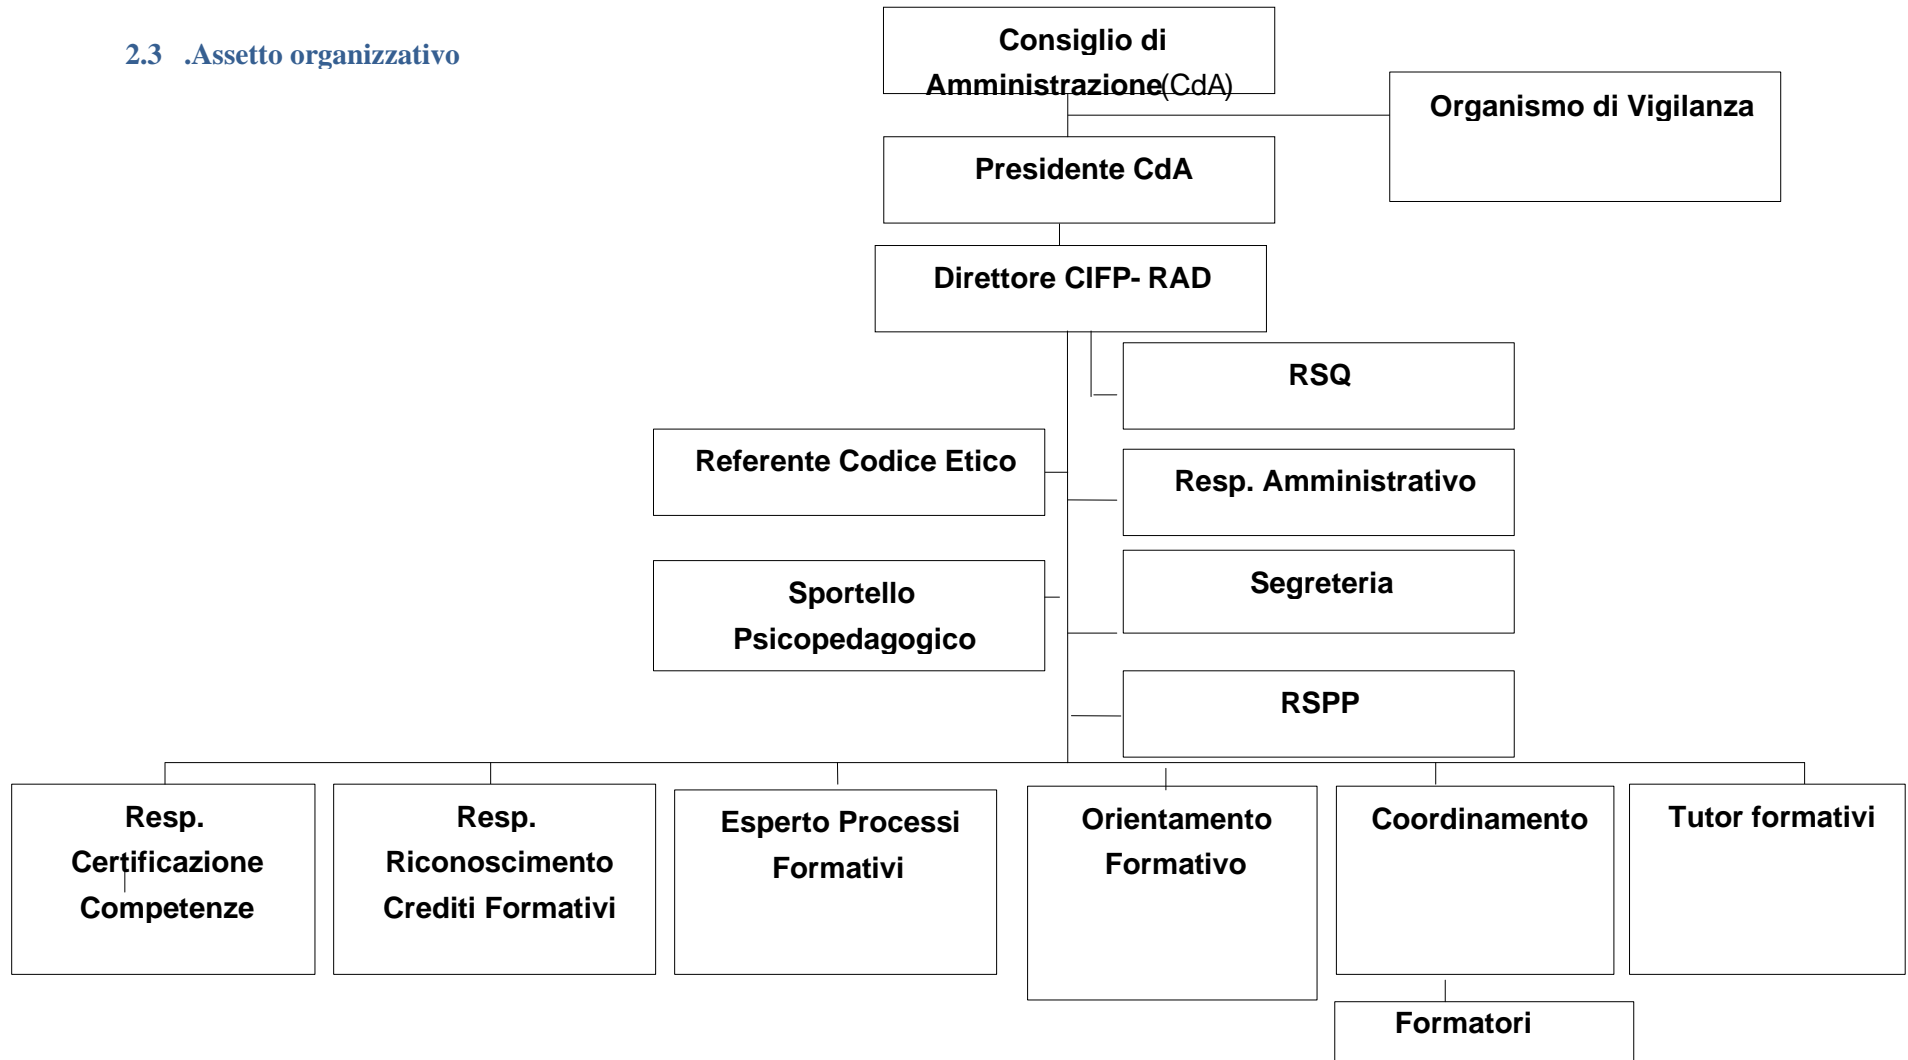 2.3 .Assetto organizzativo
Consiglio di
Amministrazione(CdA)
Organismo di Vigilanza
Presidente CdA
Direttore CIFP- RAD
RSQ
Referente Codice Etico
Resp. Amministrativo
Sportello
Psicopedagogico
Segreteria
RSPP
Resp.
Certificazione
Competenze
Resp.
Riconoscimento
Crediti Formativi
Esperto Processi
Formativi
Orientamento
Formativo
Coordinamento
Tutor formativi
Formatori